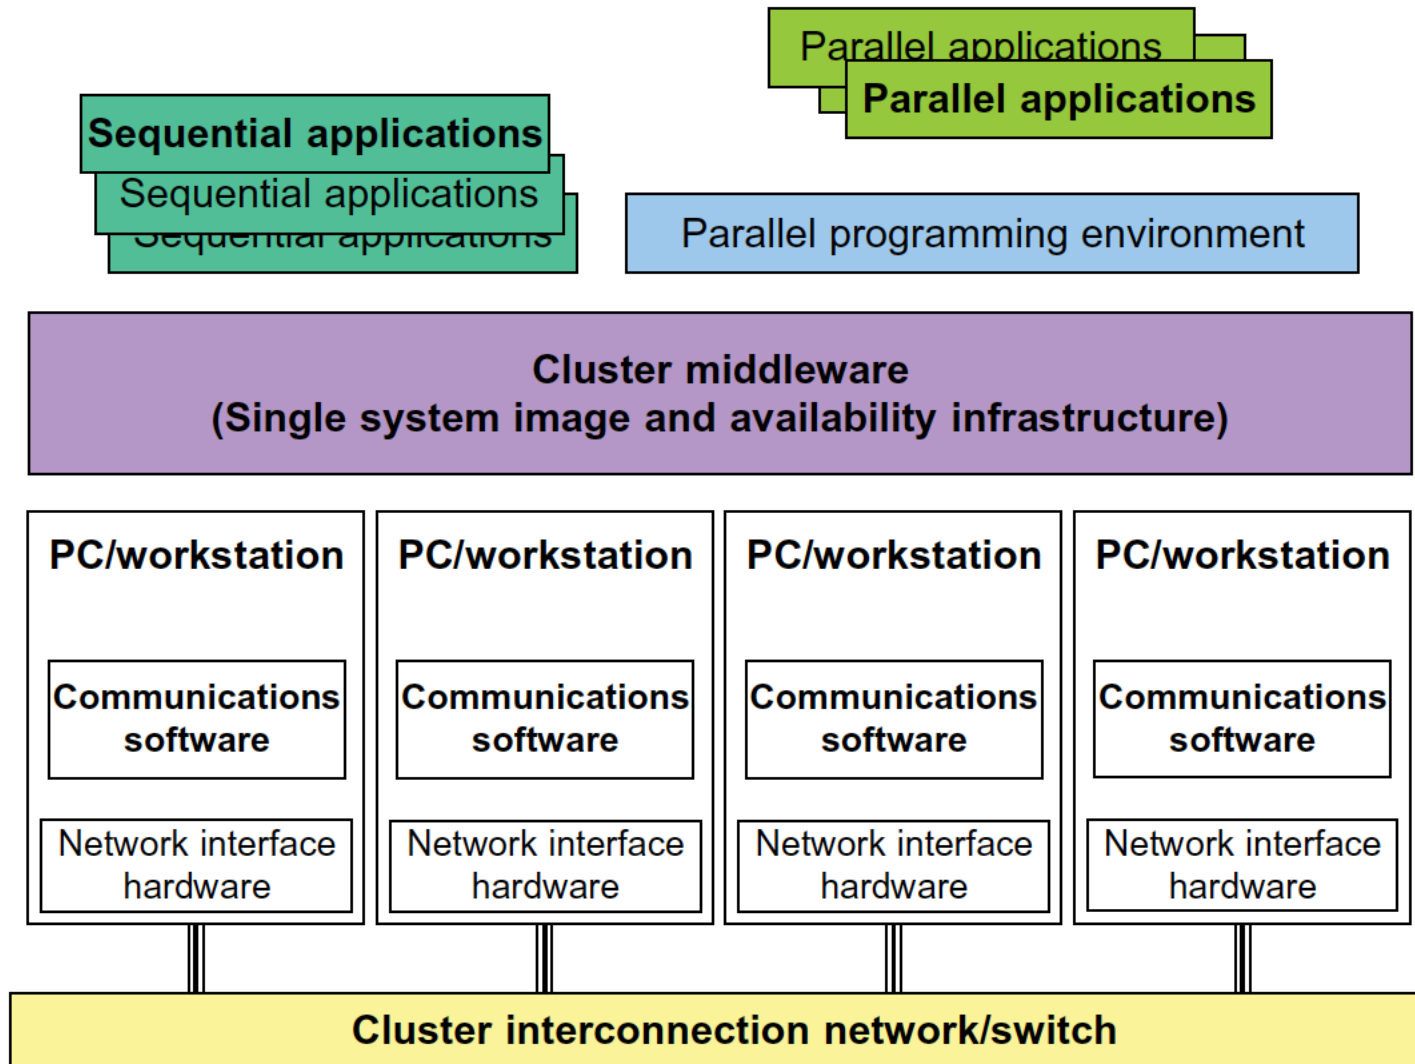 Parallel applications
Parallel applications
Sequential applications
Sequential applications
Sequential applications
Parallel programming environment
Cluster middleware
(Single system image and availability infrastructure)
PC/workstation
Communications
software
Network interface
hardware
PC/workstation
Communications
software
Network interface
hardware
PC/workstation
Communications
software
Network interface
hardware
PC/workstation
Communications
software
Network interface
hardware
Cluster interconnection network/switch